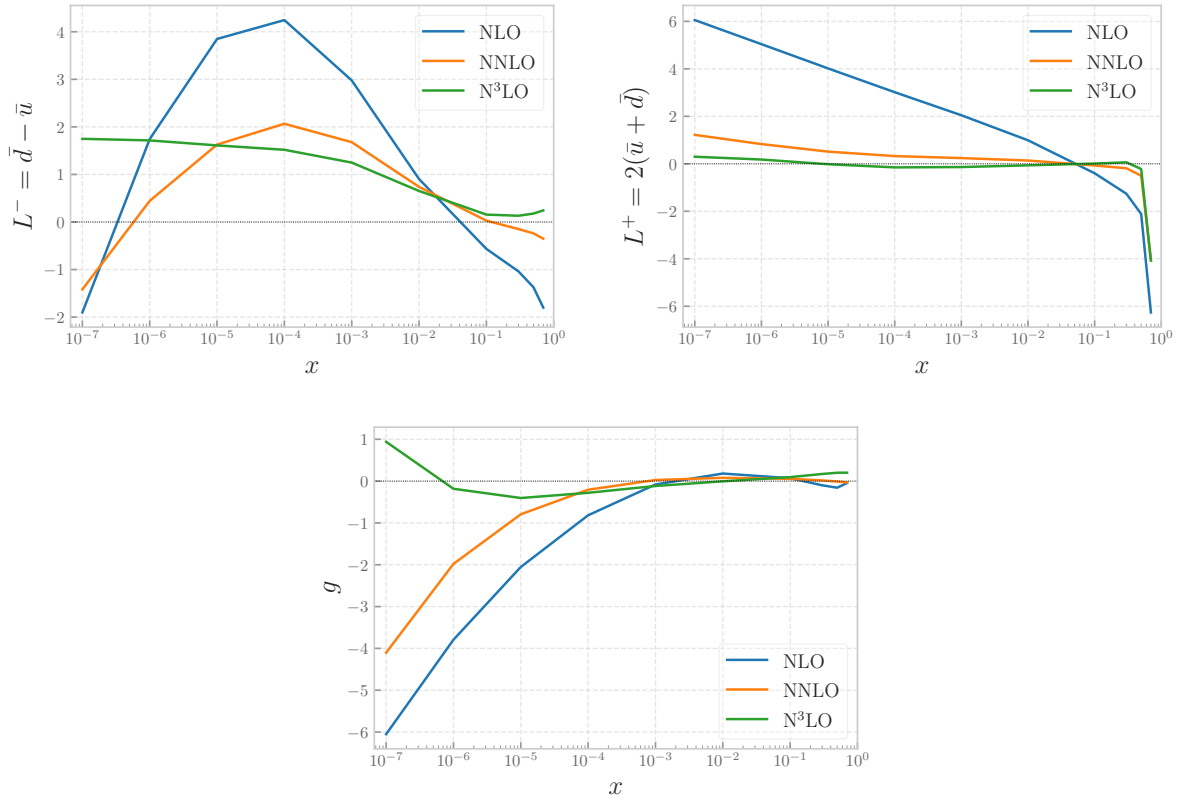 L⁻ = d̄ − ū
4
3
2
1
0
−1
−2
NLO
NNLO
N³LO
10⁻⁷ 10⁻⁶ 10⁻⁵ 10⁻⁴ 10⁻³ 10⁻² 10⁻¹ 10⁰
x
L⁺ = 2(ū + d̄)
6
4
2
0
−2
−4
−6
NLO
NNLO
N³LO
10⁻⁷ 10⁻⁶ 10⁻⁵ 10⁻⁴ 10⁻³ 10⁻² 10⁻¹ 10⁰
x
g
1
0
−1
−2
−3
−4
−5
−6
NLO
NNLO
N³LO
10⁻⁷ 10⁻⁶ 10⁻⁵ 10⁻⁴ 10⁻³ 10⁻² 10⁻¹ 10⁰
x